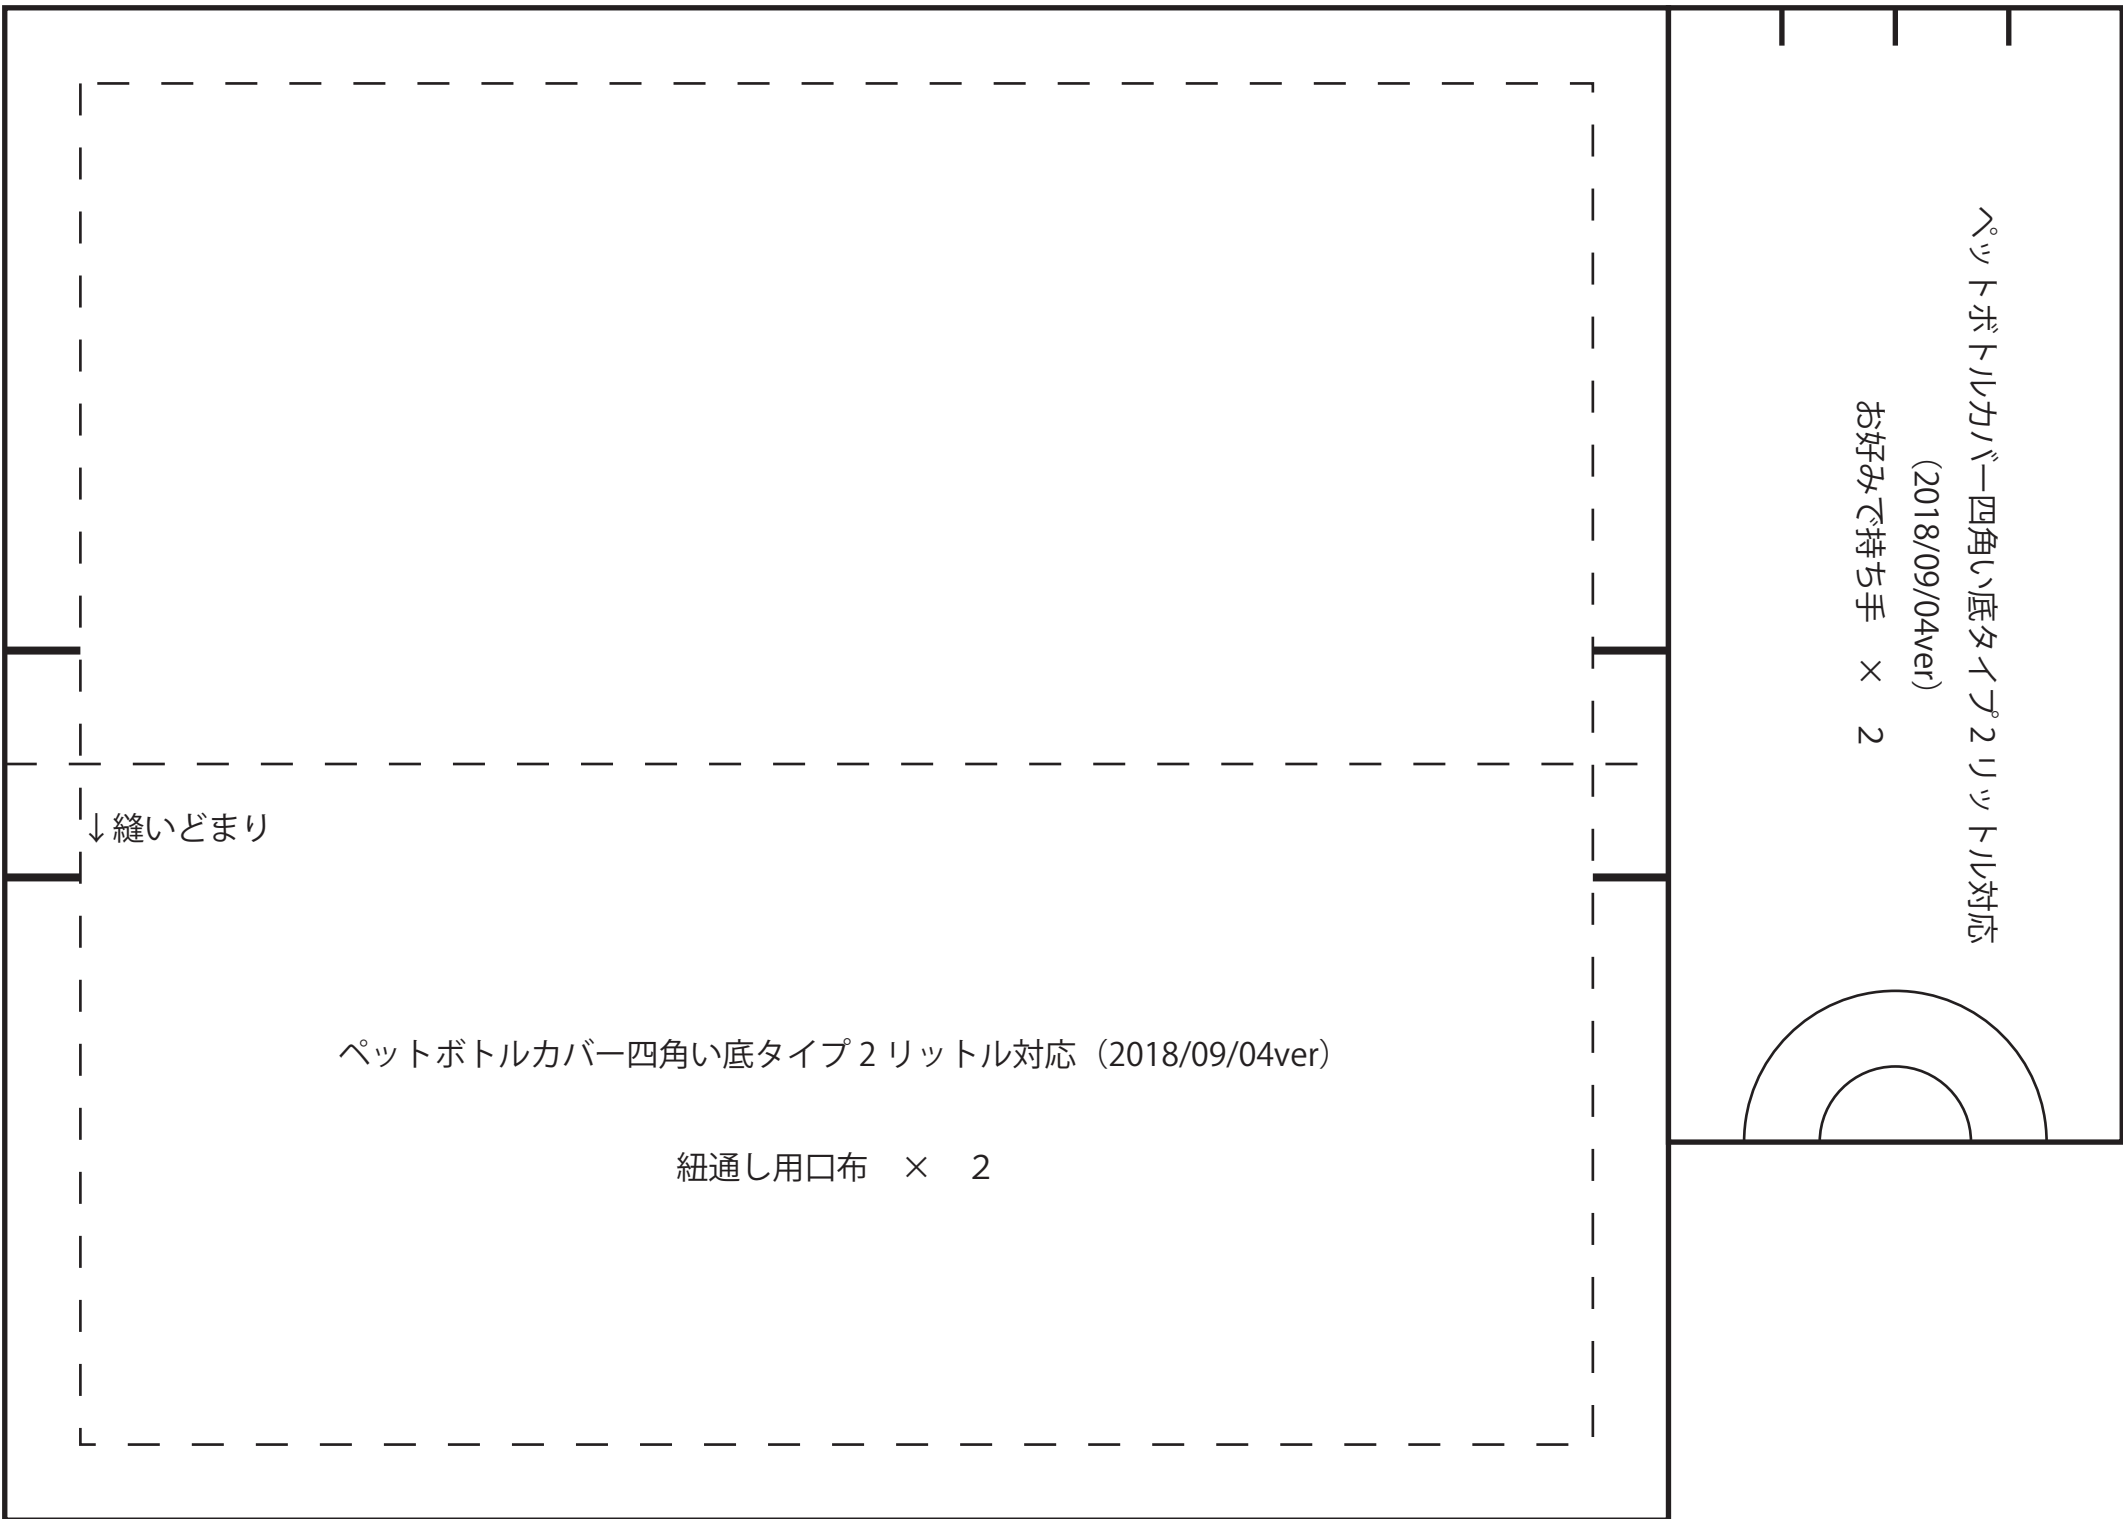 ↓縫いどまり
ペットボトルカバー四角い底タイプ 2 リットル対応（2018/09/04ver）
紐通し用口布　×　2
ペットボトルカバー四角い底タイプ 2 リットル対応
（2018/09/04ver）
お好みで持ち手　×　2